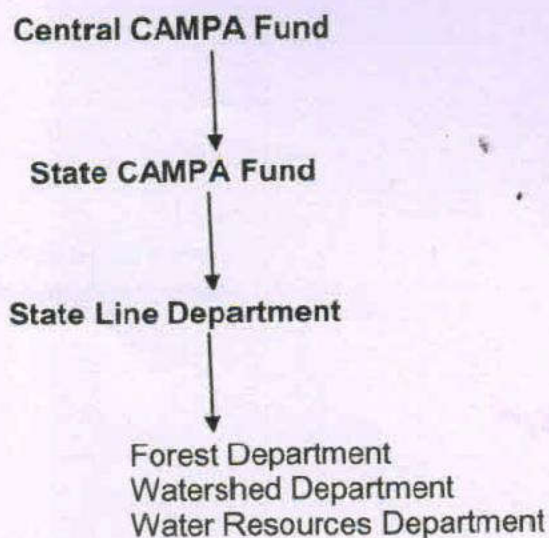 Central CAMPA Fund
State CAMPA Fund
State Line Department
Forest Department
Watershed Department
Water Resources Department